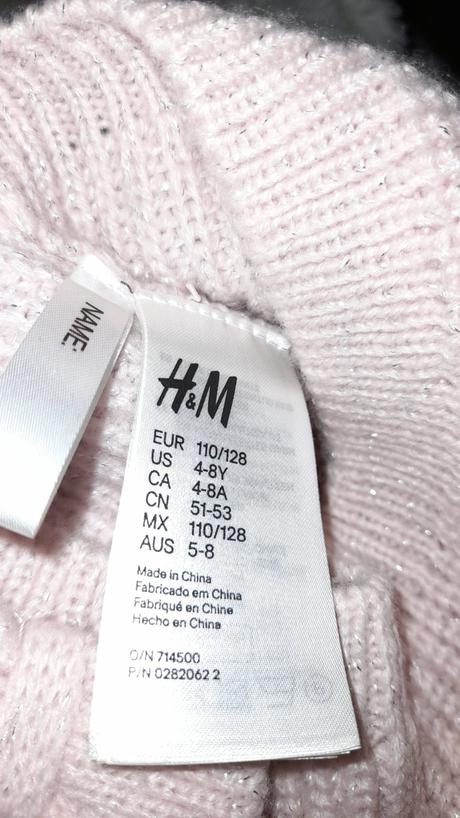 NAME:
H&M
EUR 110/128
US 4-8Y
CA 4-8A
CN 51-53
MX 110/128
AUS 5-8
Made in China
Fabricado em China
Fabriqué en Chine
Hecho en China
O/N 714500
P/N 0282062 2